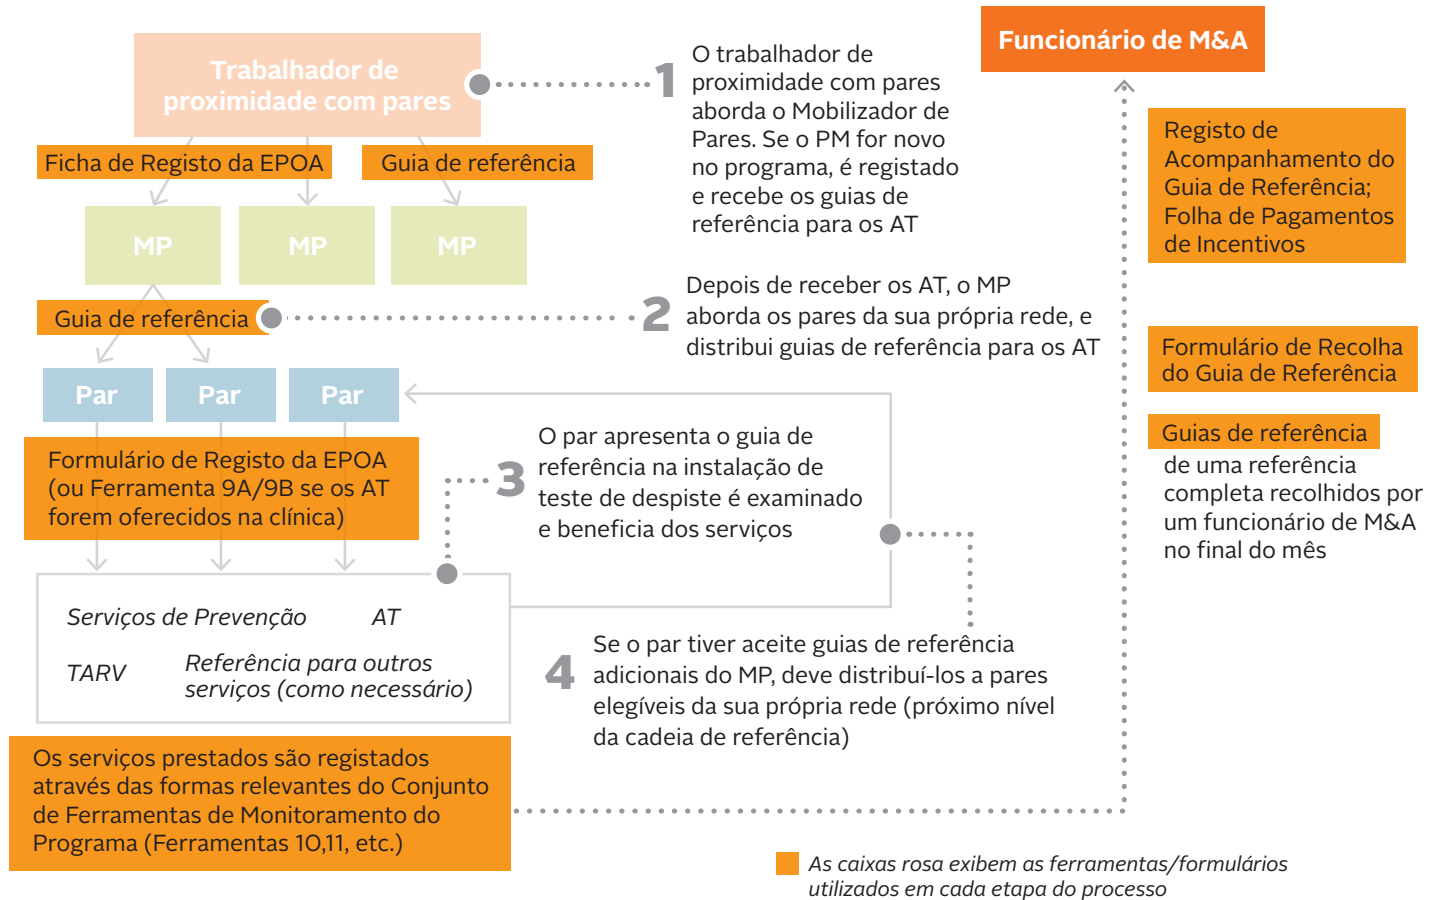 Trabalhador de
proximidade com pares
1
O trabalhador de
proximidade com pares
aborda o Mobilizador de
Pares. Se o PM for novo
no programa, é registado
e recebe os guias de
referência para os AT
Ficha de Registo da EPOA
Guia de referência
MP
MP
MP
Guia de referência
2
Depois de receber os AT, o MP
aborda os pares da sua própria rede, e
distribui guias de referência para os AT
Par
Par
Par
Formulário de Registo da EPOA
(ou Ferramenta 9A/9B se os AT
forem oferecidos na clínica)
3
O par apresenta o guia de
referência na instalação de
teste de despiste é examinado
e beneficia dos serviços
Serviços de Prevenção AT
TARV Referência para outros
serviços (como necessário)
4
Se o par tiver aceite guias de referência
adicionais do MP, deve distribuí-los a pares
elegíveis da sua própria rede (próximo nível
da cadeia de referência)
Os serviços prestados são registados
através das formas relevantes do Conjunto
de Ferramentas de Monitoramento do
Programa (Ferramentas 10,11, etc.)
Funcionário de M&A
Registo de
Acompanhamento do
Guia de Referência;
Folha de Pagamentos
de Incentivos
Formulário de Recolha
do Guia de Referência
Guias de referência
de uma referência
completa recolhidos por
um funcionário de M&A
no final do mês
As caixas rosa exibem as ferramentas/formulários
utilizados em cada etapa do processo